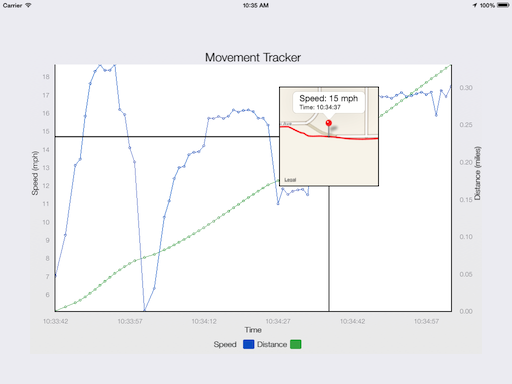 Carrier 10:35 AM 100%
Movement Tracker
Speed: 15 mph
Time: 10:34:37
Legal
Speed (mph)
18
17
16
15
14
13
12
11
10
9
8
7
6
Distance (miles)
0.30
0.25
0.20
0.15
0.10
0.05
0.00
10:33:42 10:33:57 10:34:12 10:34:27 10:34:42 10:34:57
Time
Speed Distance